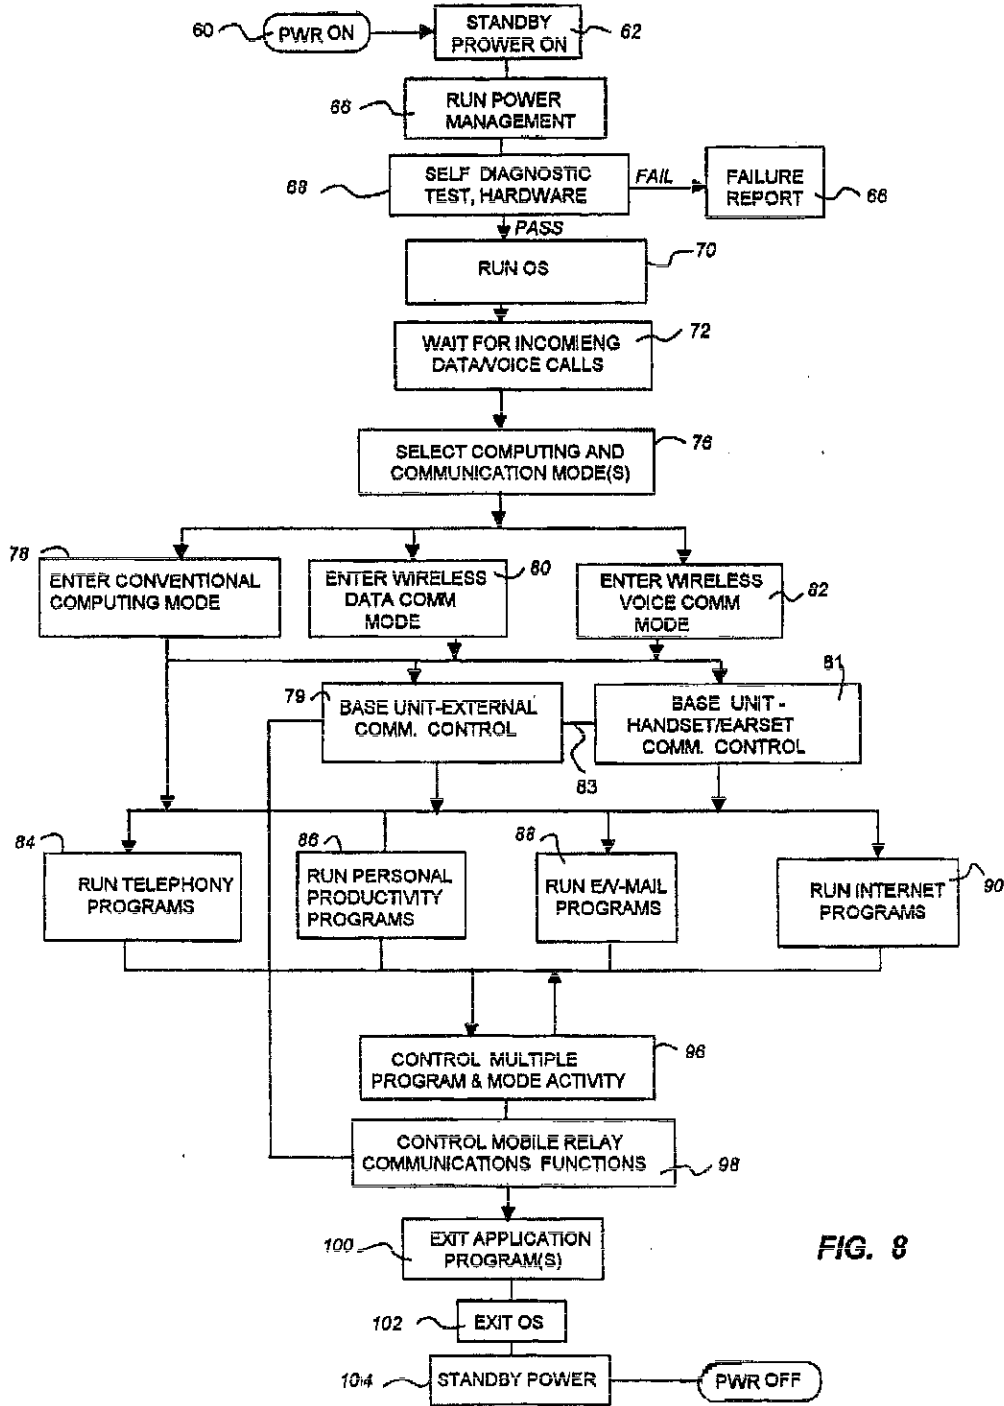 60
PWR ON
STANDBY
PROWER ON
62
66
RUN POWER
MANAGEMENT
68
SELF DIAGNOSTIC
TEST, HARDWARE
FAIL
FAILURE
REPORT
66
PASS
RUN OS
70
WAIT FOR INCOMIENG
DATA/VOICE CALLS
72
SELECT COMPUTING AND
COMMUNICATION MODE(S)
76
78
ENTER CONVENTIONAL
COMPUTING MODE
ENTER WIRELESS
DATA COMM
MODE
80
ENTER WIRELESS
VOICE COMM
MODE
82
79
BASE UNIT-EXTERNAL
COMM. CONTROL
81
BASE UNIT -
HANDSET/EARSET
COMM. CONTROL
83
84
RUN TELEPHONY
PROGRAMS
86
RUN PERSONAL
PRODUCTIVITY
PROGRAMS
88
RUN E/V-MAIL
PROGRAMS
RUN INTERNET
PROGRAMS
90
CONTROL MULTIPLE
PROGRAM & MODE ACTIVITY
96
CONTROL MOBILE RELAY
COMMUNICATIONS FUNCTIONS
98
100
EXIT APPLICATION
PROGRAM(S)
FIG. 8
102
EXIT OS
104
STANDBY POWER
PWR OFF